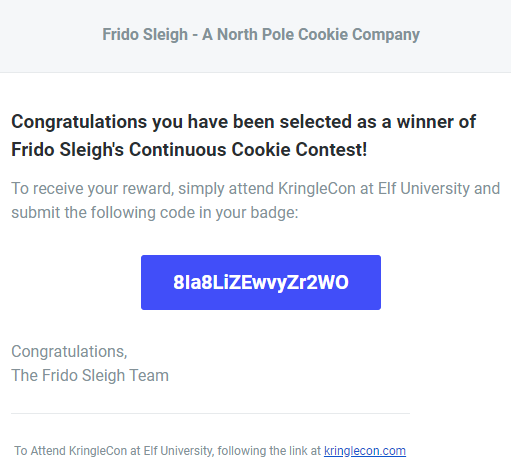 Frido Sleigh - A North Pole Cookie Company
Congratulations you have been selected as a winner of
Frido Sleigh's Continuous Cookie Contest!
To receive your reward, simply attend KringleCon at Elf University and
submit the following code in your badge:
8Ia8LiZEwvyZr2WO
Congratulations,
The Frido Sleigh Team
To Attend KringleCon at Elf University, following the link at kringlecon.com